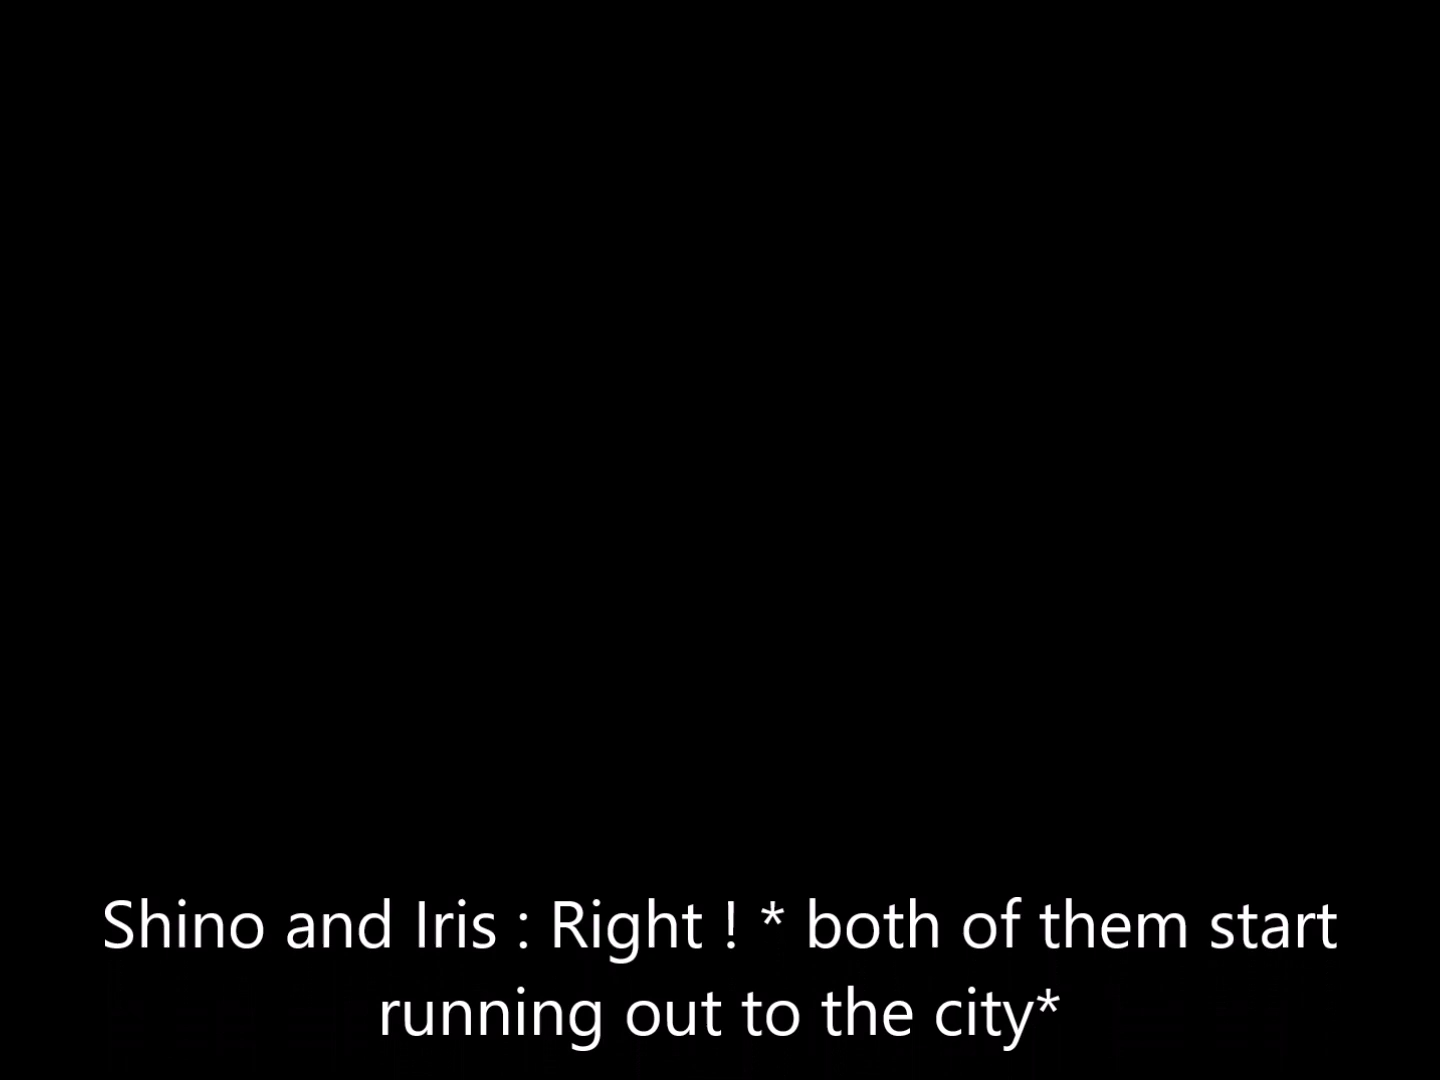 Shino and Iris : Right ! * both of them start
running out to the city*